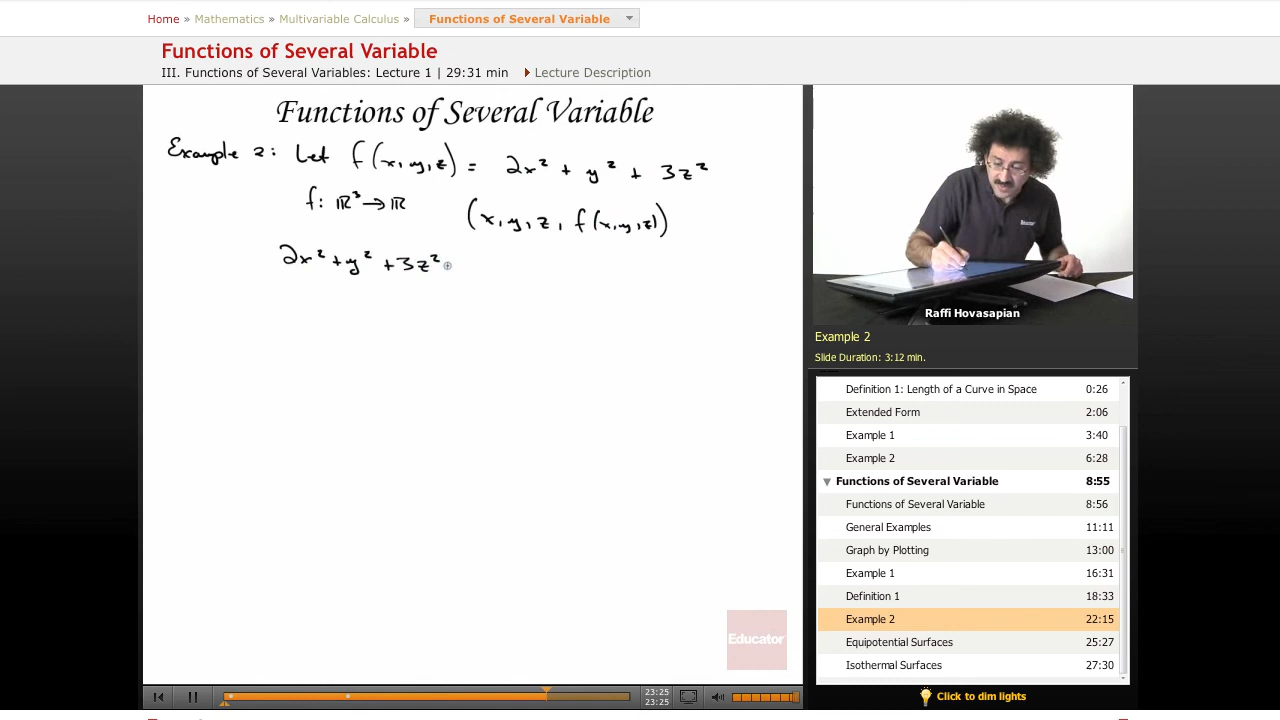 Home » Mathematics » Multivariable Calculus » Functions of Several Variable
Functions of Several Variable
III. Functions of Several Variables: Lecture 1 | 29:31 min Lecture Description
Functions of Several Variable
Example 2: Let f(x,y,z) = 2x² + y² + 3z²
f: ℝ³→ℝ (x,y,z, f(x,y,z))
2x²+y²+3z²
Educator
Raffi Hovasapian
Example 2
Slide Duration: 3:12 min.
Definition 1: Length of a Curve in Space 0:26
Extended Form 2:06
Example 1 3:40
Example 2 6:28
Functions of Several Variable 8:55
Functions of Several Variable 8:56
General Examples 11:11
Graph by Plotting 13:00
Example 1 16:31
Definition 1 18:33
Example 2 22:15
Equipotential Surfaces 25:27
Isothermal Surfaces 27:30
23:25
23:25
Click to dim lights